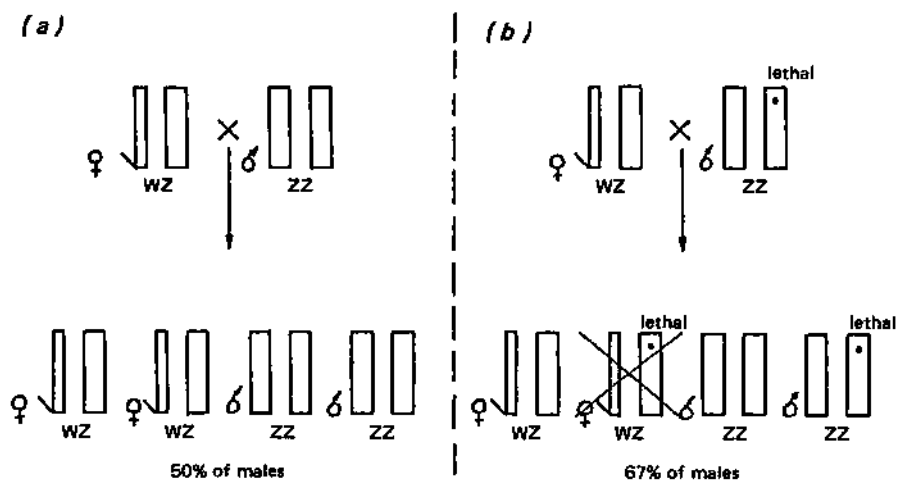 (a)
♀ ♂
WZ ZZ
♀ ♀ ♂ ♂
WZ WZ ZZ ZZ
50% of males
(b)
lethal
♀ ♂
WZ ZZ
lethal lethal
♀ ♀ ♂ ♂
WZ WZ ZZ ZZ
67% of males